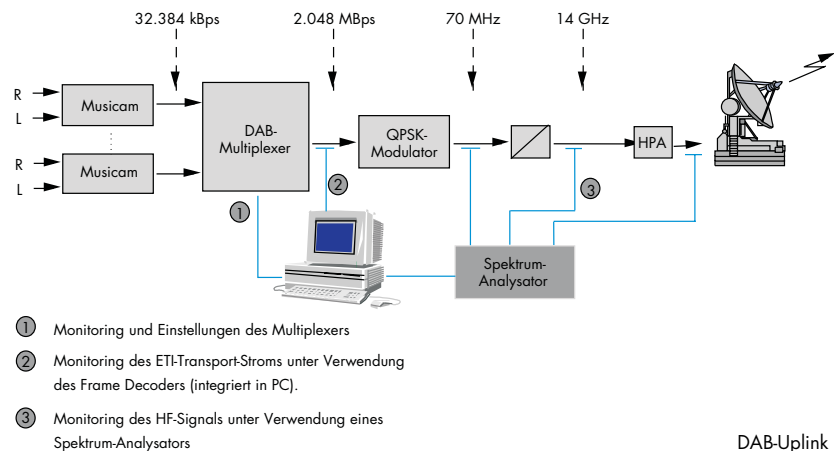 32.384 kBps 2.048 MBps 70 MHz 14 GHz
R
L
Musicam
R
L
Musicam
DAB-
Multiplexer
QPSK-
Modulator
HPA
1
2
3
Spektrum-
Analysator
1 Monitoring und Einstellungen des Multiplexers
2 Monitoring des ETI-Transport-Stroms unter Verwendung
des Frame Decoders (integriert in PC).
3 Monitoring des HF-Signals unter Verwendung eines
Spektrum-Analysators
DAB-Uplink